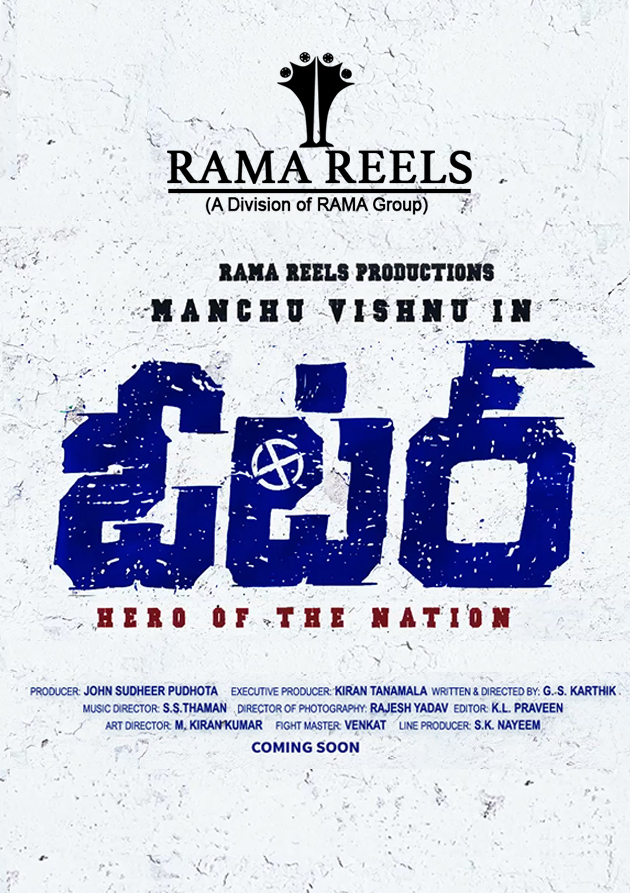 RAMA REELS
(A Division of RAMA Group)
RAMA REELS PRODUCTIONS
MANCHU VISHNU IN
ఓటర్
HERO OF THE NATION
PRODUCER: JOHN SUDHEER PUDHOTA EXECUTIVE PRODUCER: KIRAN TANAMALA WRITTEN & DIRECTED BY: G. S. KARTHIK
MUSIC DIRECTOR: S.S.THAMAN DIRECTOR OF PHOTOGRAPHY: RAJESH YADAV EDITOR: K.L. PRAVEEN
ART DIRECTOR: M. KIRAN KUMAR FIGHT MASTER: VENKAT LINE PRODUCER: S.K. NAYEEM
COMING SOON